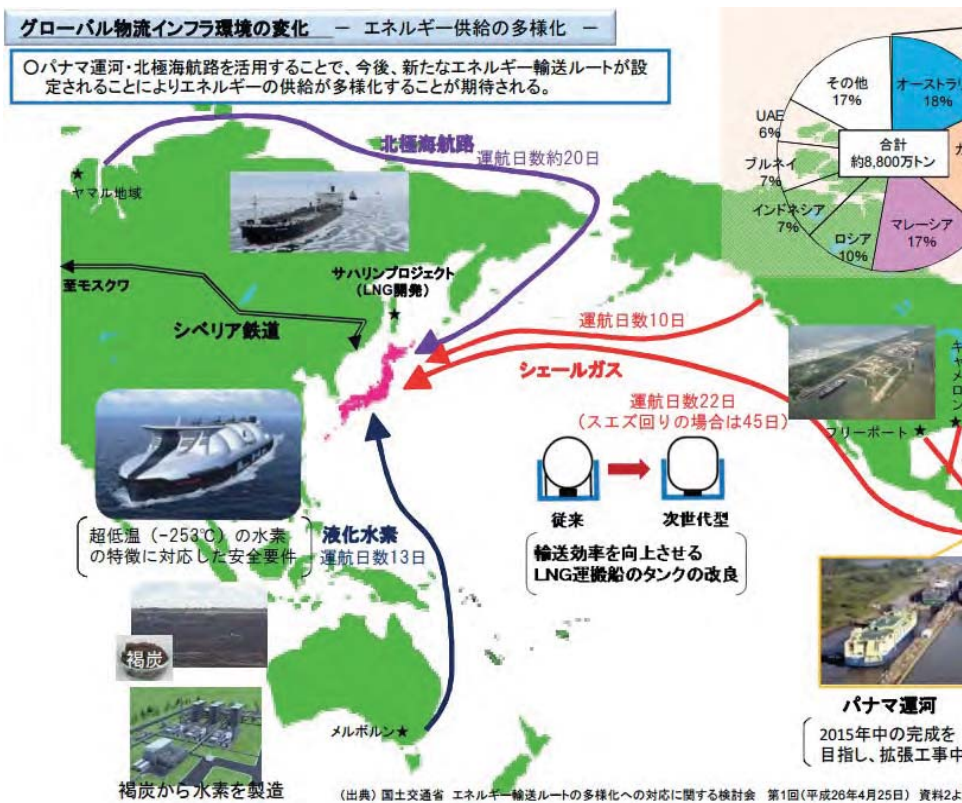 グローバル物流インフラ環境の変化 － エネルギー供給の多様化 －
○パナマ運河・北極海航路を活用することで、今後、新たなエネルギー輸送ルートが設
定されることによりエネルギーの供給が多様化することが期待される。
その他
17%
オーストラリ
18%
UAE
6%
合計
約8,800万トン
カ
ブルネイ
7%
インドネシア
7%
ロシア
10%
マレーシア
17%
北極海航路
運航日数約20日
★
ヤマル地域
サハリンプロジェクト
(LNG開発)
★
至モスクワ
シベリア鉄道
運航日数10日
シェールガス
運航日数22日
(スエズ回りの場合は45日)
キャメロン
★
フリーポート★
従来
次世代型
輸送効率を向上させる
LNG運搬船のタンクの改良
超低温（-253℃）の水素
の特徴に対応した安全要件
液化水素
運航日数13日
褐炭
メルボルン★
褐炭から水素を製造
パナマ運河
2015年中の完成を
目指し、拡張工事中
（出典）国土交通省 エネルギー輸送ルートの多様化への対応に関する検討会 第1回(平成26年4月25日) 資料2よ